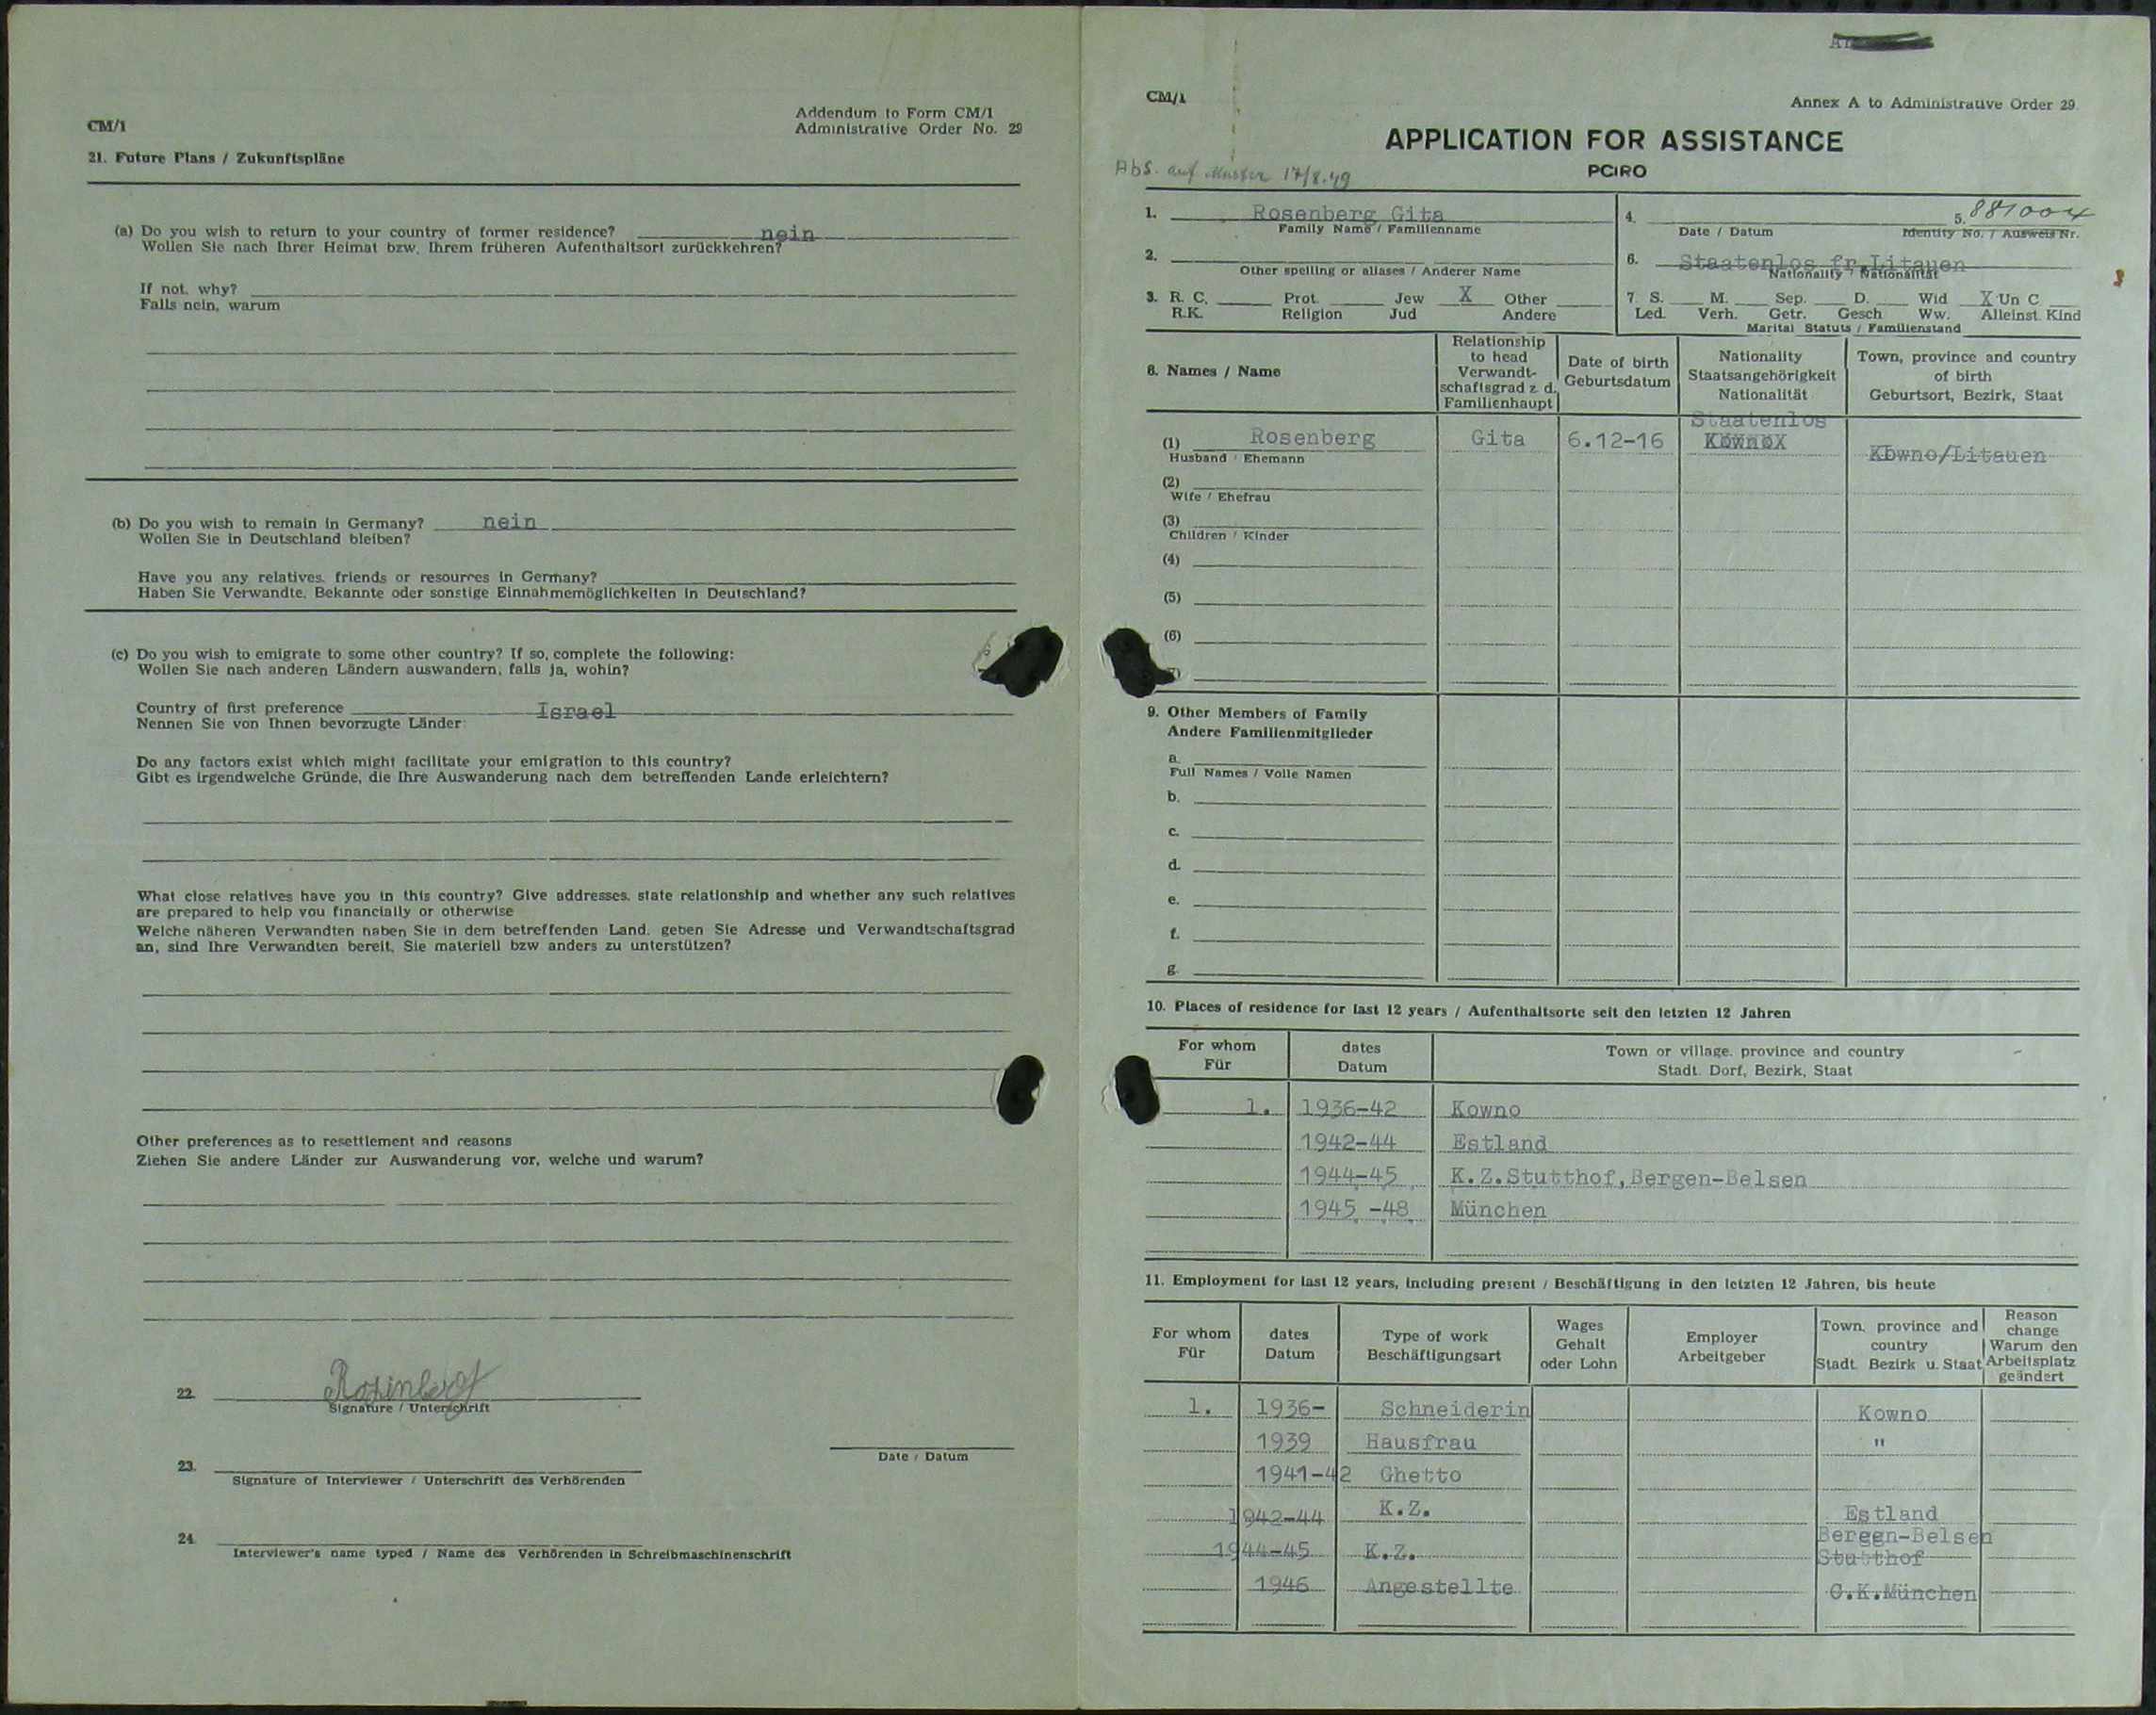 CM/1
Addendum to Form CM/1
Administrative Order No. 29
21. Future Plans / Zukunftspläne
(a) Do you wish to return to your country of former residence? nein
Wollen Sie nach Ihrer Heimat bzw. Ihrem früheren Aufenthaltsort zurückkehren?
If not, why?
Falls nein, warum
(b) Do you wish to remain in Germany? nein
Wollen Sie in Deutschland bleiben?
Have you any relatives, friends or resources in Germany?
Haben Sie Verwandte, Bekannte oder sonstige Einnahmemöglichkeiten in Deutschland?
(c) Do you wish to emigrate to some other country? If so, complete the following:
Wollen Sie nach anderen Ländern auswandern, falls ja, wohin?
Country of first preference Israel
Nennen Sie von Ihnen bevorzugte Länder
Do any factors exist which might facilitate your emigration to this country?
Gibt es irgendwelche Gründe, die Ihre Auswanderung nach dem betreffenden Lande erleichtern?
What close relatives have you in this country? Give addresses, state relationship and whether any such relatives
are prepared to help you financially or otherwise
Welche näheren Verwandten haben Sie in dem betreffenden Land, geben Sie Adresse und Verwandtschaftsgrad
an, sind Ihre Verwandten bereit, Sie materiell bzw anders zu unterstützen?
Other preferences as to resettlement and reasons
Ziehen Sie andere Länder zur Auswanderung vor, welche und warum?
22.
Signature / Unterschrift
Date / Datum
23.
Signature of Interviewer / Unterschrift des Verhörenden
24.
Interviewer's name typed / Name des Verhörenden in Schreibmaschinenschrift
CM/1
Annex A to Administrative Order 29.
APPLICATION FOR ASSISTANCE
PCIRO
Abs. auf 17/8.49
1. Rosenberg Gita
Family Name / Familienname
4.
Date / Datum
5. 881004
Identity No. / Ausweis Nr.
2.
Other spelling or aliases / Anderer Name
6. Staatenlos fr.Litauen
Nationality / Nationalität
3. R. C. Prot. Jew X Other
R.K. Religion Jud Andere
7. S. M. Sep. D. Wid X Un C
Led. Verh. Getr. Gesch Ww. Alleinst. Kind
Marital Statuts / Familienstand
8. Names / Name
Relationship to head Verwandt-schaftsgrad z. d. Familienhaupt
Date of birth Geburtsdatum
Nationality Staatsangehörigkeit Nationalität
Town, province and country of birth Geburtsort, Bezirk, Staat
Staatenlos
(1) Rosenberg Gita 6.12-16 Kowno Kowno/Litauen
Husband / Ehemann
(2)
Wife / Ehefrau
(3)
Children / Kinder
(4)
(5)
(6)
9. Other Members of Family
Andere Familienmitglieder
a.
Full Names / Volle Namen
b.
c.
d.
e.
f.
g.
10. Places of residence for last 12 years / Aufenthaltsorte seit den letzten 12 Jahren
For whom Für
dates Datum
Town or village, province and country
Stadt. Dorf, Bezirk, Staat
1. 1936-42 Kowno
1942-44 Estland
1944-45 K.Z.Stutthof,Bergen-Belsen
1945 -48 München
11. Employment for last 12 years, including present / Beschäftigung in den letzten 12 Jahren, bis heute
For whom Für
dates Datum
Type of work Beschäftigungsart
Wages Gehalt oder Lohn
Employer Arbeitgeber
Town, province and country Stadt. Bezirk u. Staat
Reason change Warum den Arbeitsplatz geändert
1. 1936- Schneiderin Kowno
1939 Hausfrau "
1941-42 Ghetto
1942-44 K.Z. Estland
Bergen-Belsen
1944-45 K.Z. Stutthof
1946 Angestellte C.K.München